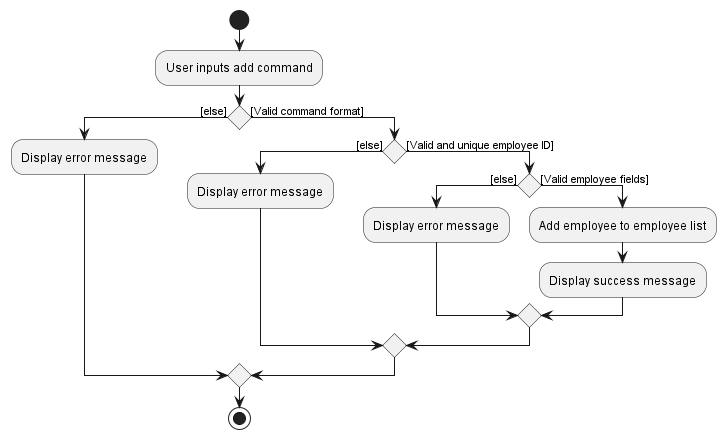 User inputs add command
[else]
[Valid command format]
Display error message
[else]
[Valid and unique employee ID]
Display error message
[else]
[Valid employee fields]
Display error message
Add employee to employee list
Display success message